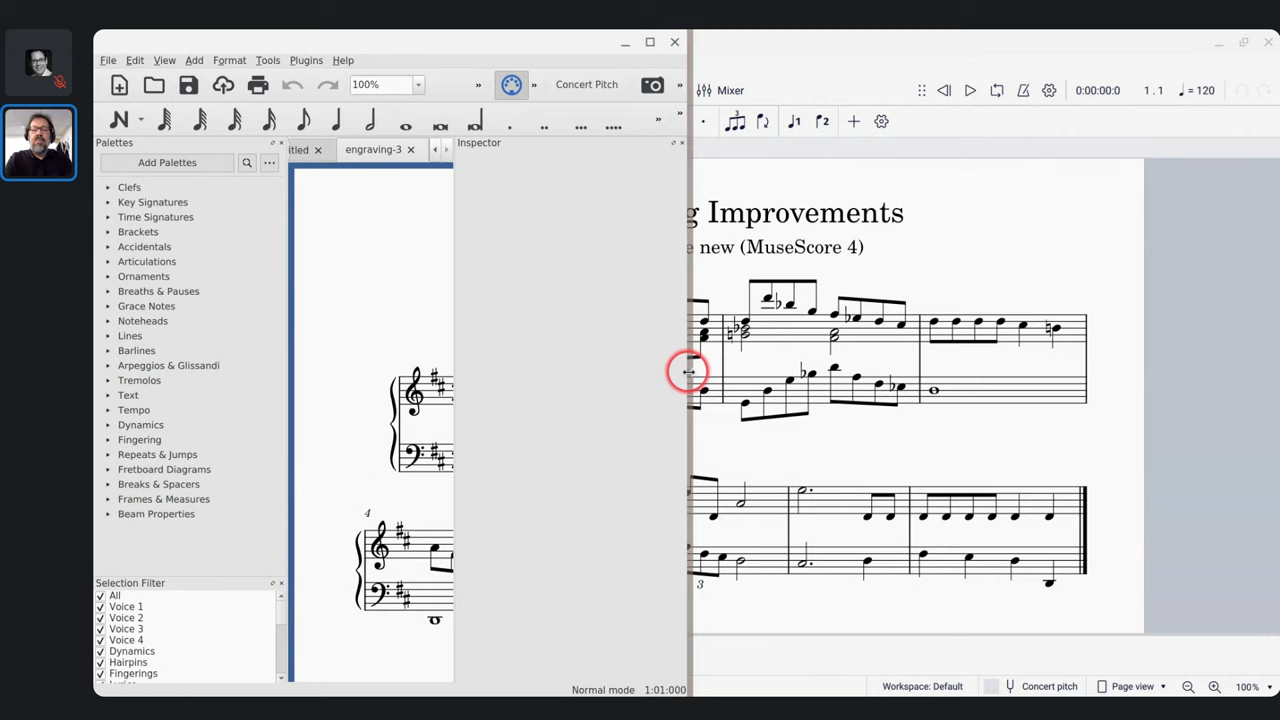 File Edit View Add Format Tools Plugins Help
100% » » Concert Pitch »
» »
Palettes
Add Palettes ...
Clefs
Key Signatures
Time Signatures
Brackets
Accidentals
Articulations
Ornaments
Breaths & Pauses
Grace Notes
Noteheads
Lines
Barlines
Arpeggios & Glissandi
Tremolos
Text
Tempo
Dynamics
Fingering
Repeats & Jumps
Fretboard Diagrams
Breaks & Spacers
Frames & Measures
Beam Properties
Selection Filter
All
Voice 1
Voice 2
Voice 3
Voice 4
Dynamics
Hairpins
Fingerings
itled engraving-3
4
Inspector
Normal mode 1:01:000
Mixer 0:00:00:0 1 . 1 = 120
g Improvements
e new (MuseScore 4)
3
Workspace: Default Concert pitch Page view 100%